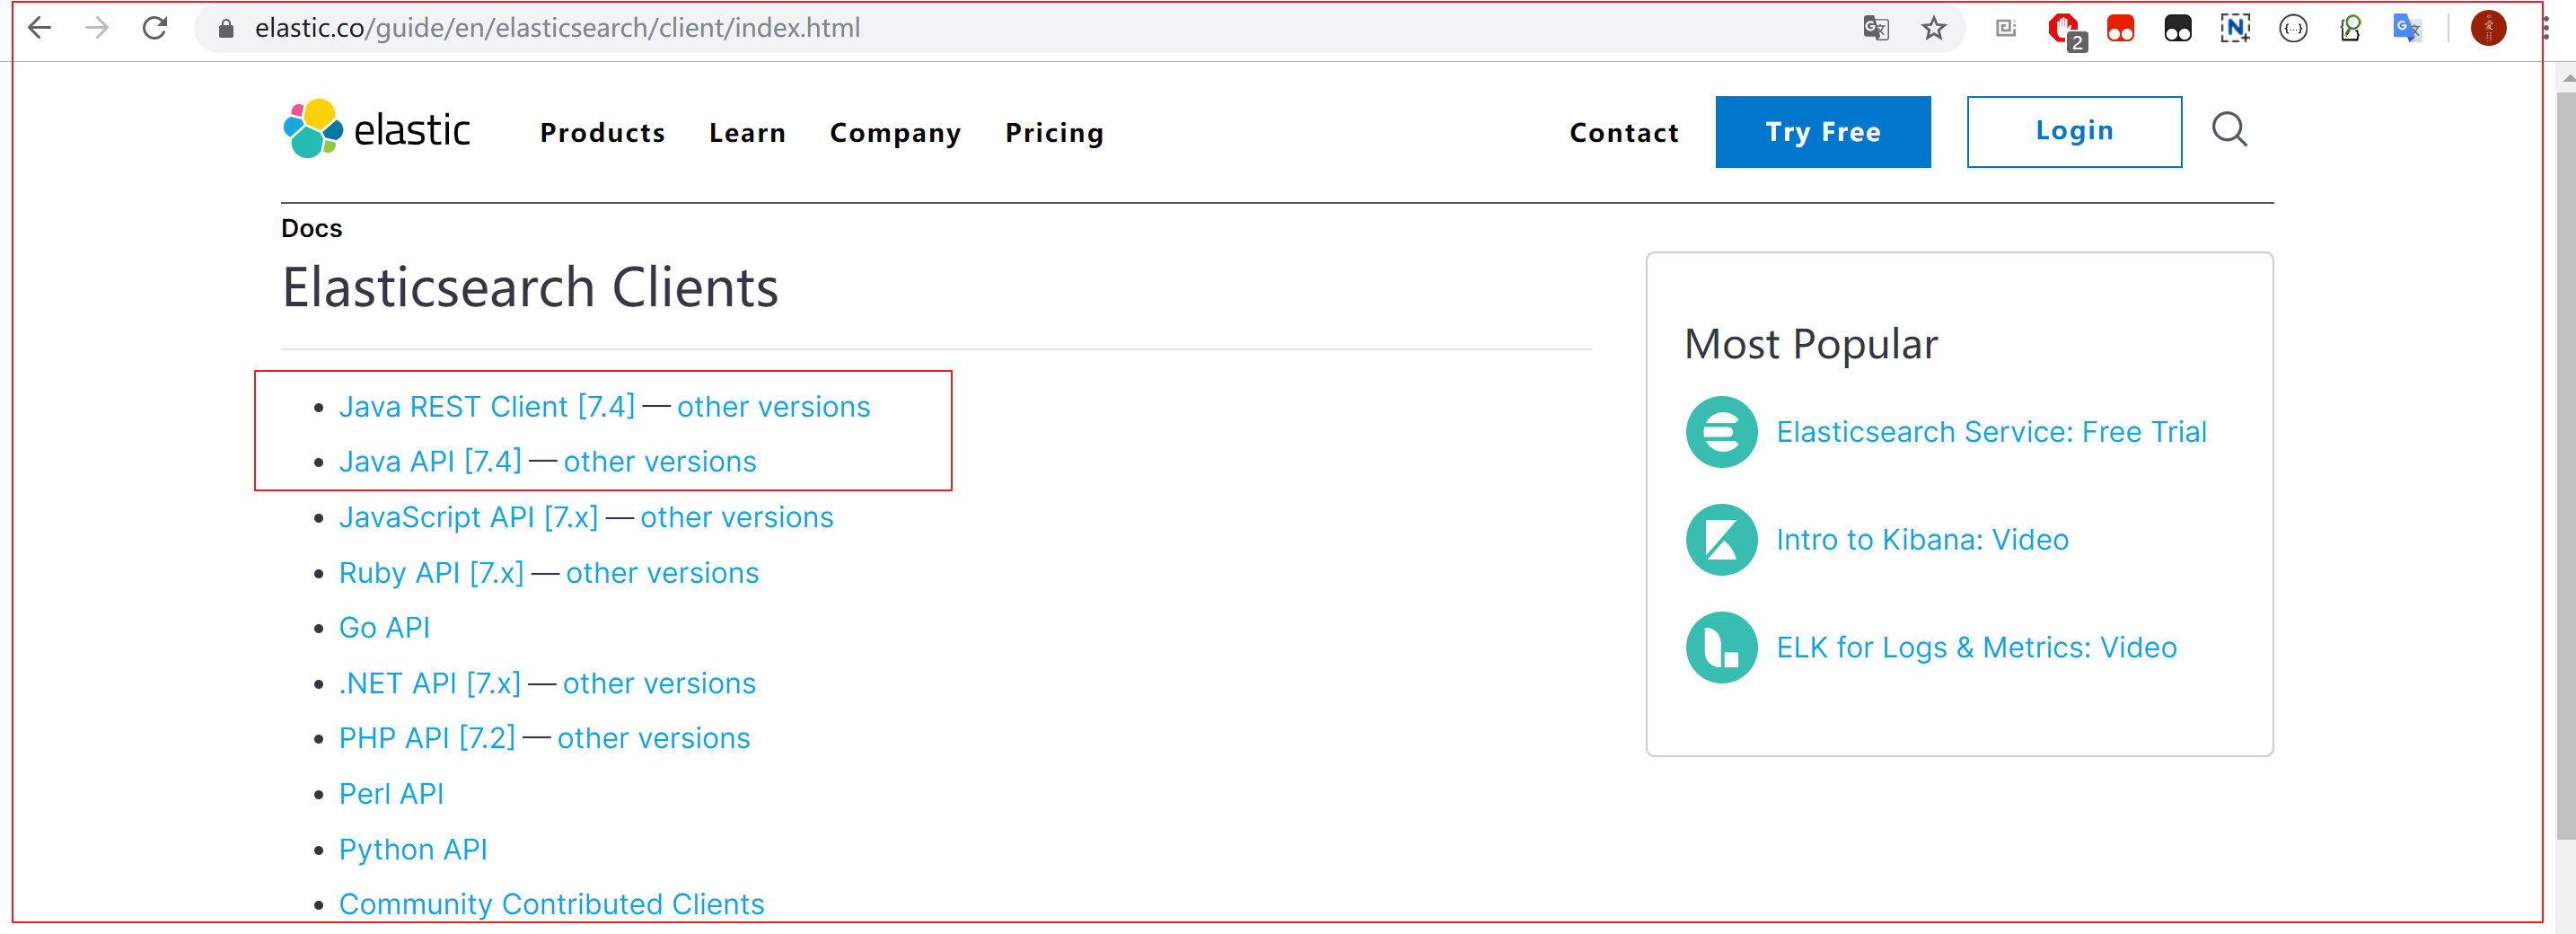 elastic.co/guide/en/elasticsearch/client/index.html
2
elastic
Products Learn Company Pricing
Contact Try Free Login
Docs
Elasticsearch Clients
Java REST Client [7.4] — other versions
Java API [7.4] — other versions
JavaScript API [7.x] — other versions
Ruby API [7.x] — other versions
Go API
.NET API [7.x] — other versions
PHP API [7.2] — other versions
Perl API
Python API
Community Contributed Clients
Most Popular
Elasticsearch Service: Free Trial
Intro to Kibana: Video
ELK for Logs & Metrics: Video